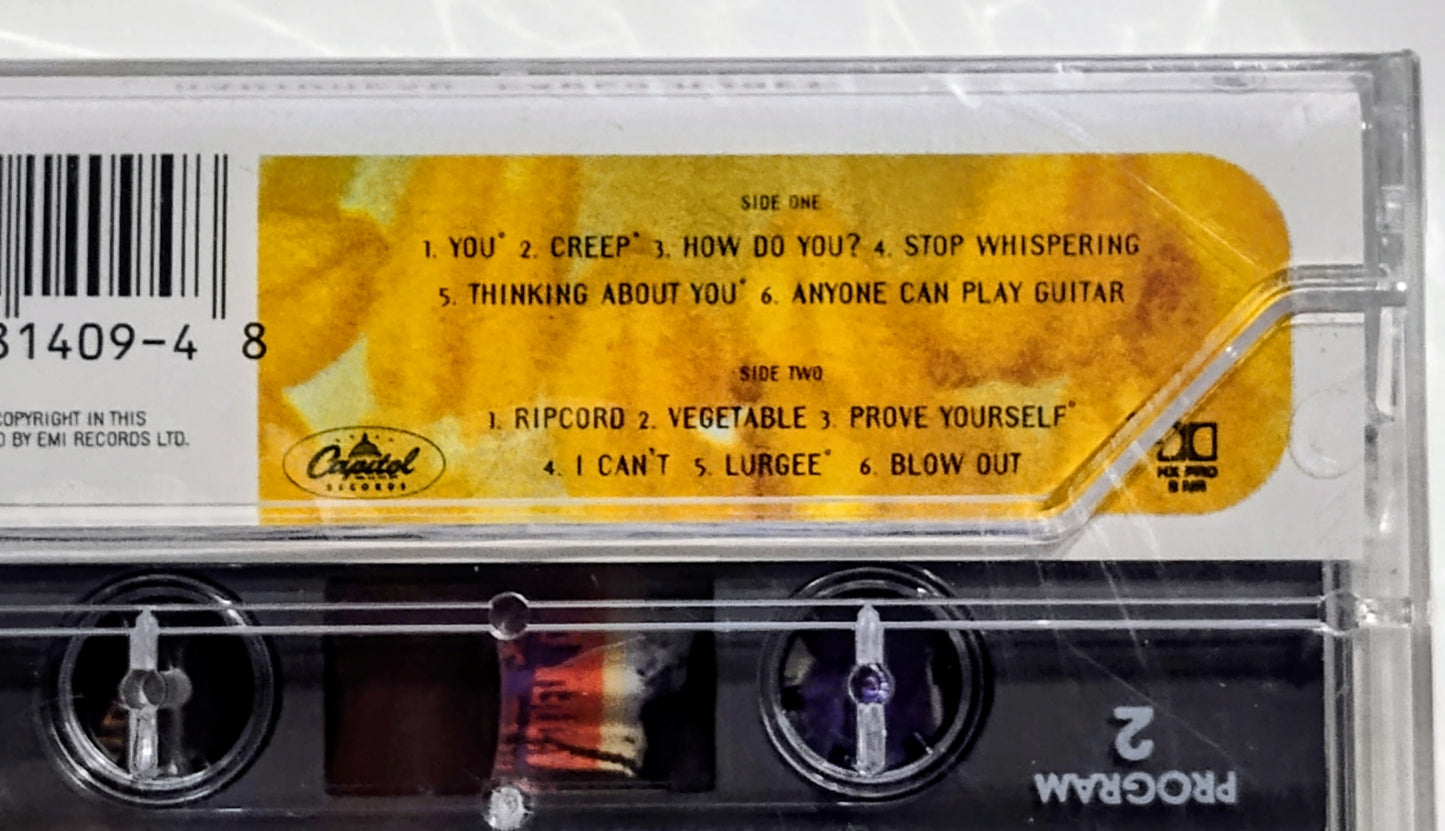 SIDE ONE
1. YOU* 2. CREEP* 3. HOW DO YOU? 4. STOP WHISPERING
5. THINKING ABOUT YOU* 6. ANYONE CAN PLAY GUITAR
81409-4 8
SIDE TWO
COPYRIGHT IN THIS
BY EMI RECORDS LTD.
1. RIPCORD 2. VEGETABLE 3. PROVE YOURSELF*
4. I CAN'T 5. LURGEE* 6. BLOW OUT
Capitol
RECORDS
HX PRO
B NR
PROGRAM
2